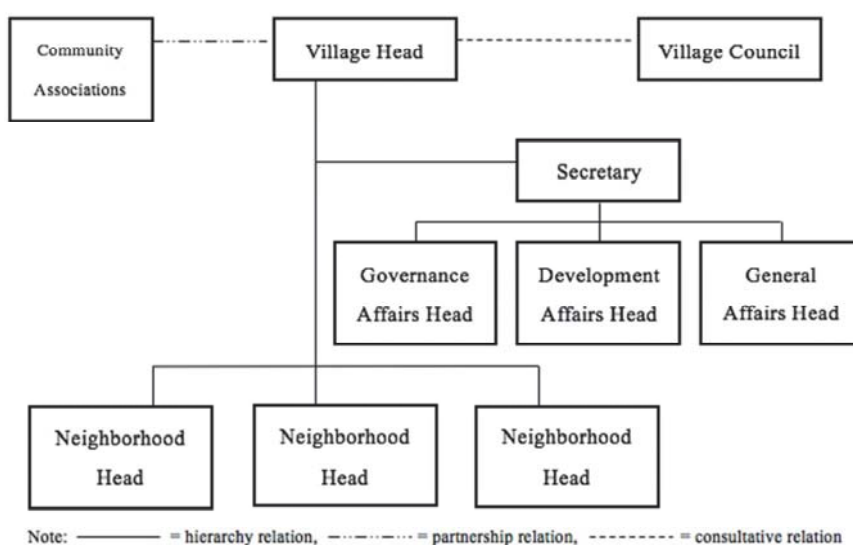 Community
Associations
Village Head
Village Council
Secretary
Governance
Affairs Head
Development
Affairs Head
General
Affairs Head
Neighborhood
Head
Neighborhood
Head
Neighborhood
Head
Note: = hierarchy relation, = partnership relation, = consultative relation